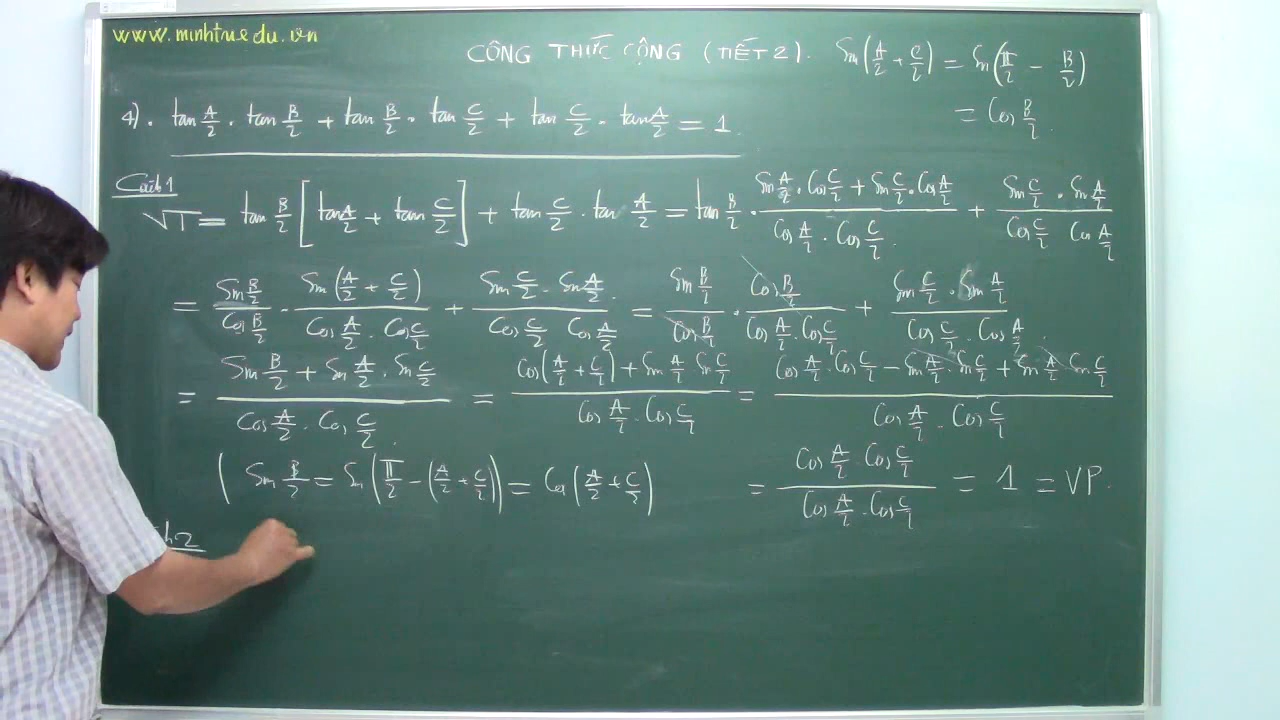 www.minhtuedu.vn
CÔNG THỨC CỘNG (TIẾT 2).
Sin(A/2 + C/2) = Sin(π/2 - B/2)
= Cos B/2
4). tan A/2 . tan B/2 + tan B/2 . tan C/2 + tan C/2 . tan A/2 = 1.
Cách 1
VT = tan B/2 [tan A/2 + tan C/2] + tan C/2 . tan A/2 = tan B/2 . (Sin A/2 . Cos C/2 + Sin C/2 . Cos A/2)/(Cos A/2 . Cos C/2) + (Sin C/2 . Sin A/2)/(Cos C/2 Cos A/2)
= (Sin B/2)/(Cos B/2) . (Sin(A/2 + C/2))/(Cos A/2 . Cos C/2) + (Sin C/2 . Sin A/2)/(Cos C/2 Cos A/2) = (Sin B/2)/(Cos B/2) . (Cos B/2)/(Cos A/2 . Cos C/2) + (Sin C/2 . Sin A/2)/(Cos C/2 . Cos A/2)
= (Sin B/2 + Sin A/2 . Sin C/2)/(Cos A/2 . Cos C/2) = (Cos(A/2 + C/2) + Sin A/2 Sin C/2)/(Cos A/2 . Cos C/2) = (Cos A/2 . Cos C/2 - Sin A/2 . Sin C/2 + Sin A/2 . Sin C/2)/(Cos A/2 . Cos C/2)
( Sin B/2 = Sin(π/2 - (A/2 + C/2)) = Cos(A/2 + C/2)
= (Cos A/2 . Cos C/2)/(Cos A/2 . Cos C/2) = 1 = VP.
h 2